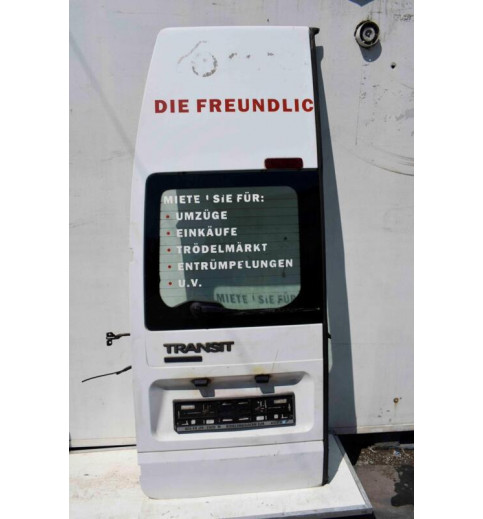 DIE FREUNDLIC
MIETE SIE FÜR:
• UMZÜGE
• EINKÄUFE
• TRÖDELMÄRKT
• ENTRÜMPELUNGEN
• U.V.
MIETE SIE FÜR
TRANSIT